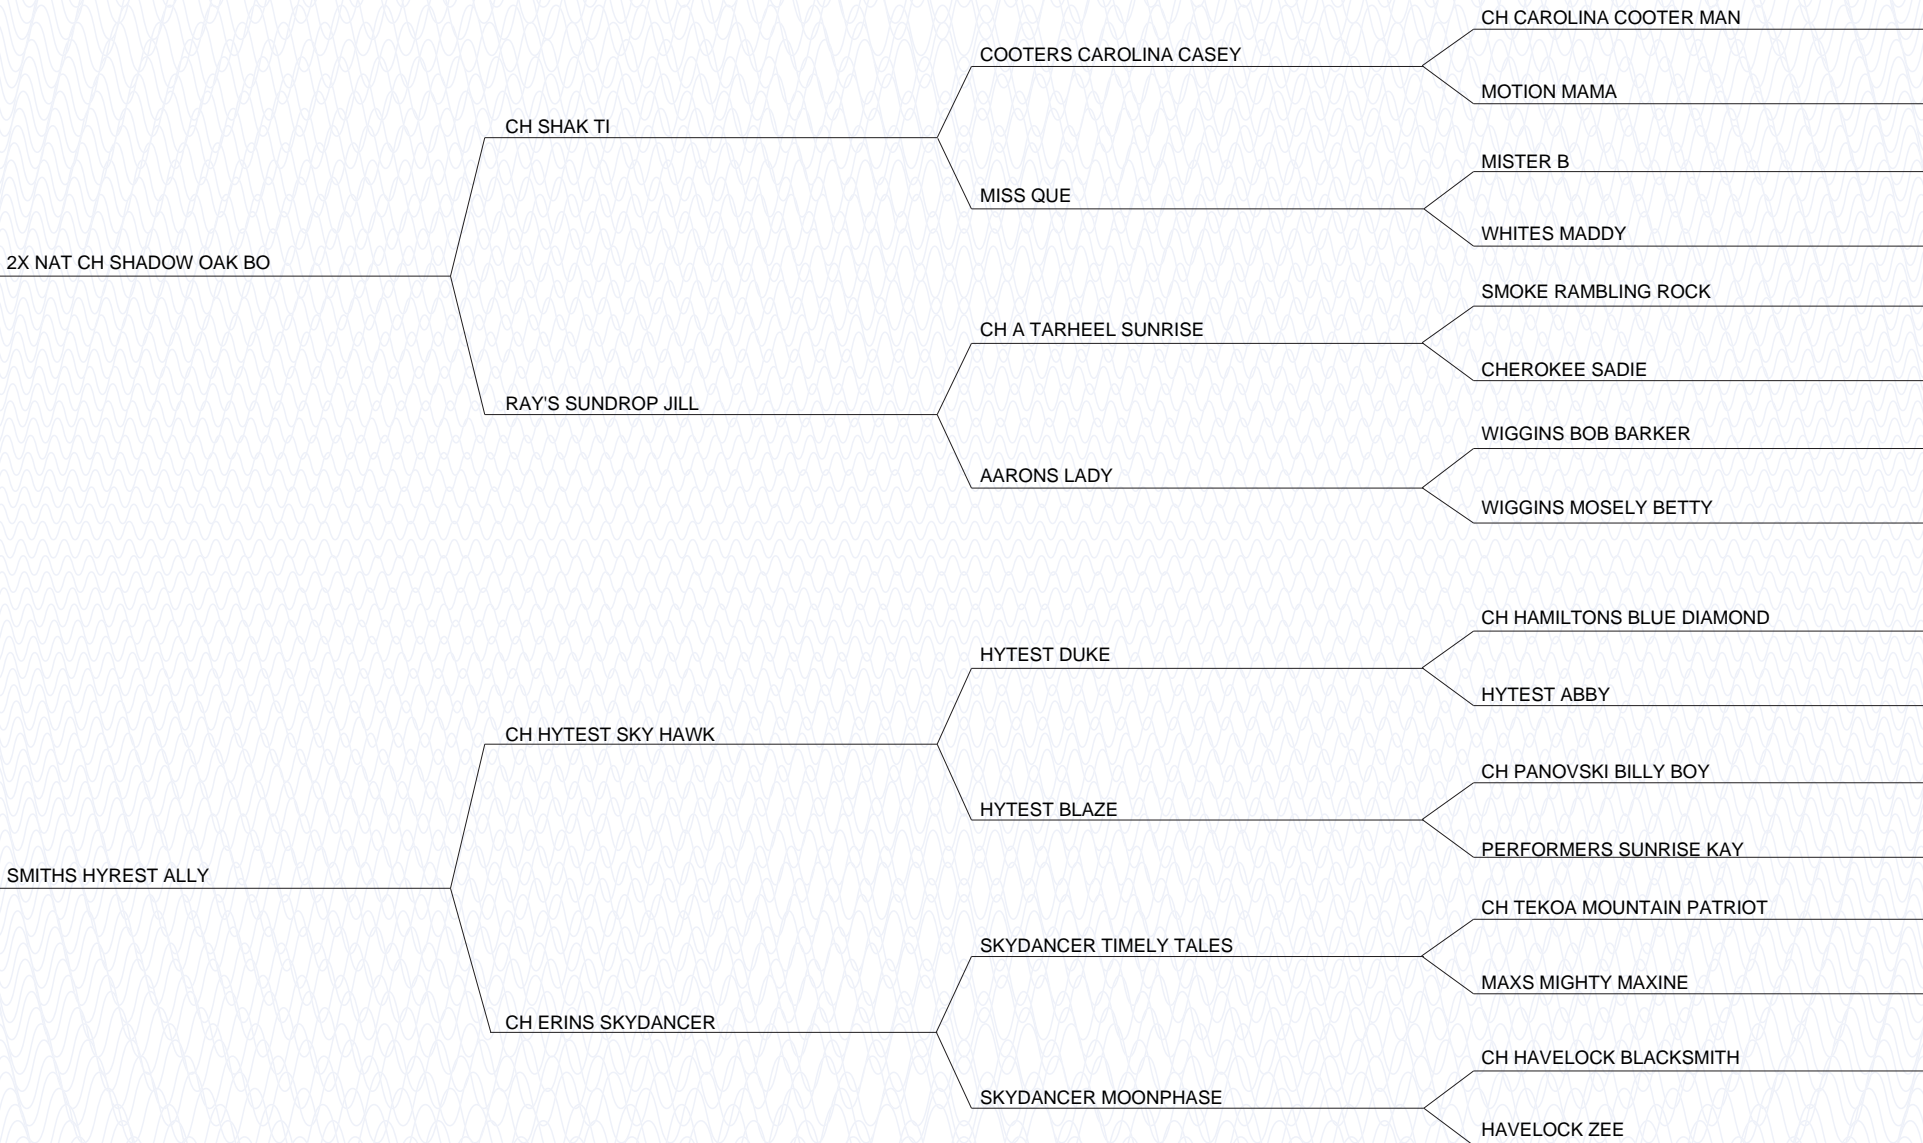 2X NAT CH SHADOW OAK BO
CH SHAK TI
COOTERS CAROLINA CASEY
CH CAROLINA COOTER MAN
MOTION MAMA
MISS QUE
MISTER B
WHITES MADDY
RAY'S SUNDROP JILL
CH A TARHEEL SUNRISE
SMOKE RAMBLING ROCK
CHEROKEE SADIE
AARONS LADY
WIGGINS BOB BARKER
WIGGINS MOSELY BETTY
SMITHS HYREST ALLY
CH HYTEST SKY HAWK
HYTEST DUKE
CH HAMILTONS BLUE DIAMOND
HYTEST ABBY
HYTEST BLAZE
CH PANOVSKI BILLY BOY
PERFORMERS SUNRISE KAY
CH ERINS SKYDANCER
SKYDANCER TIMELY TALES
CH TEKOA MOUNTAIN PATRIOT
MAXS MIGHTY MAXINE
SKYDANCER MOONPHASE
CH HAVELOCK BLACKSMITH
HAVELOCK ZEE